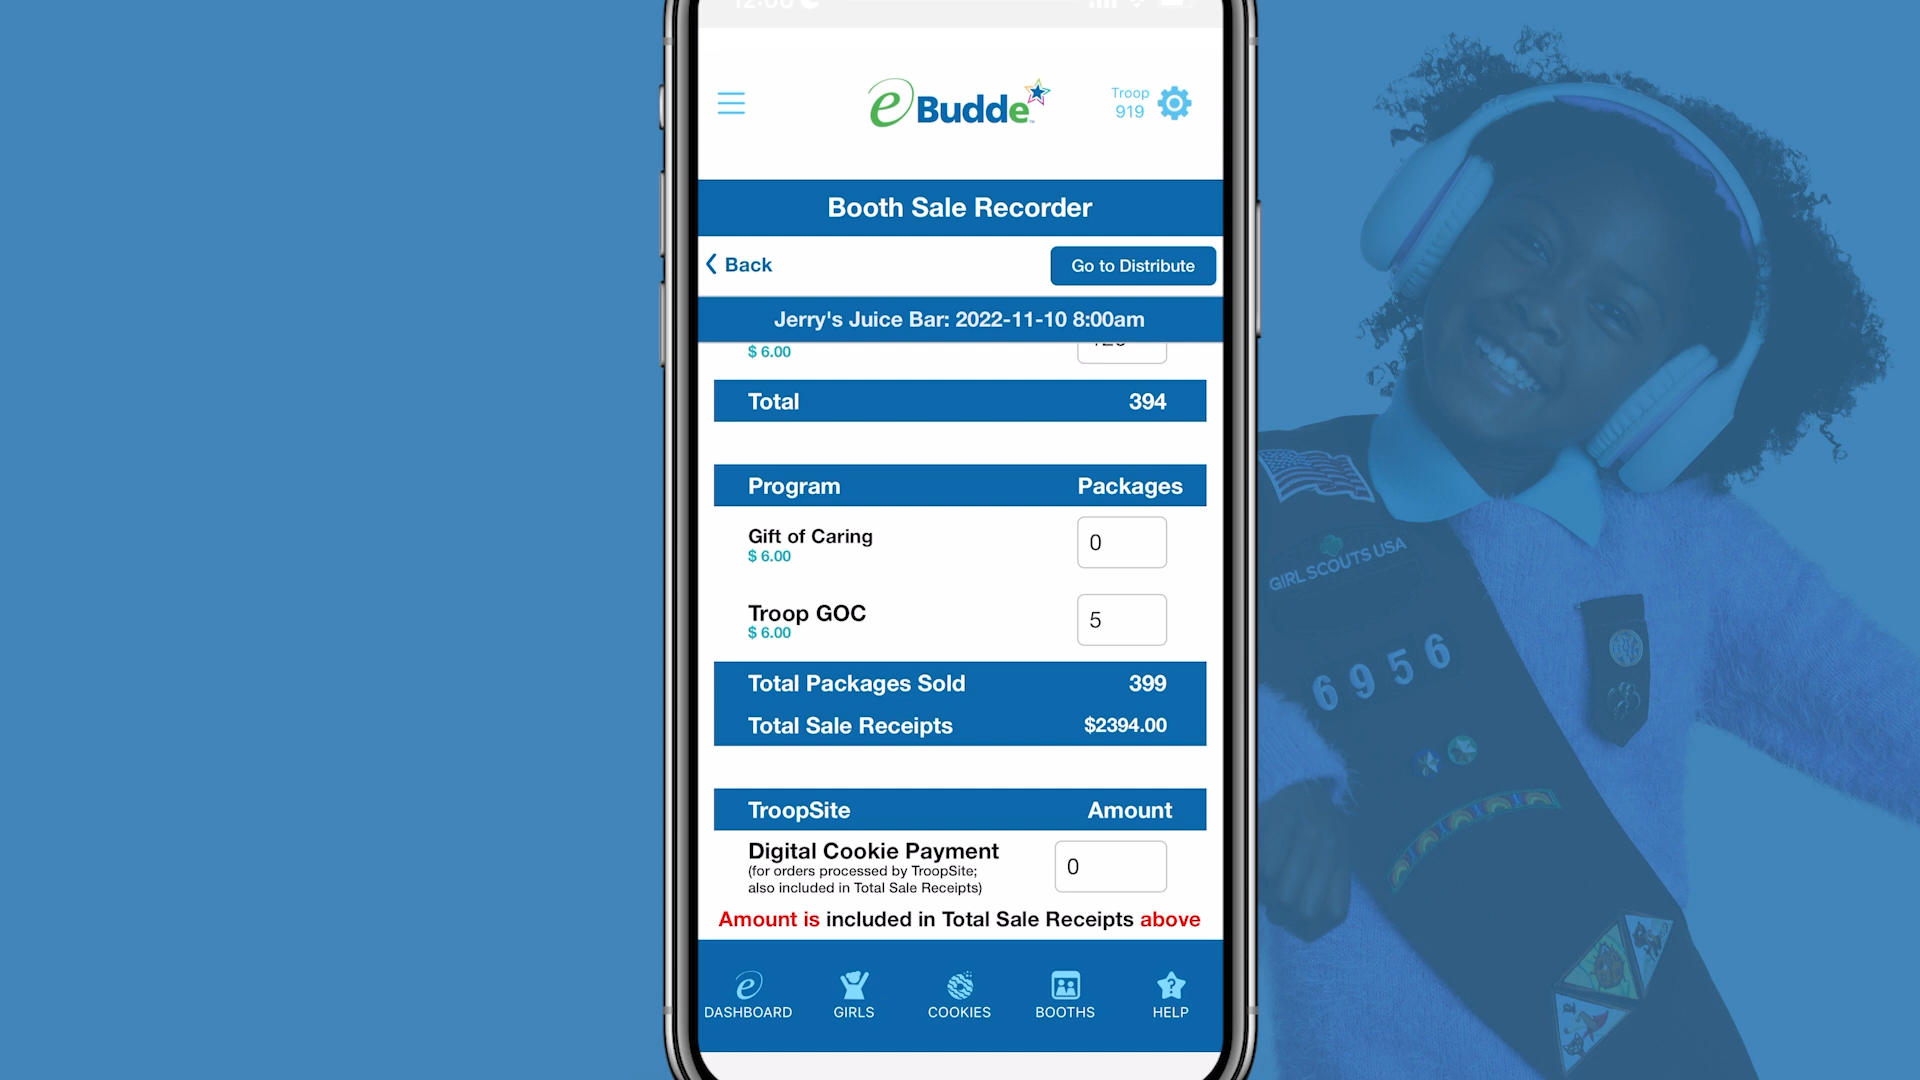 12:06
e Budde
Troop
919
Booth Sale Recorder
Back
Go to Distribute
Jerry's Juice Bar: 2022-11-10 8:00am
$ 6.00
Total 394
Program Packages
Gift of Caring
$ 6.00
0
Troop GOC
$ 6.00
5
Total Packages Sold 399
Total Sale Receipts $2394.00
TroopSite Amount
Digital Cookie Payment
(for orders processed by TroopSite;
also included in Total Sale Receipts)
0
Amount is included in Total Sale Receipts above
DASHBOARD GIRLS COOKIES BOOTHS HELP
GIRL SCOUTS USA
6956